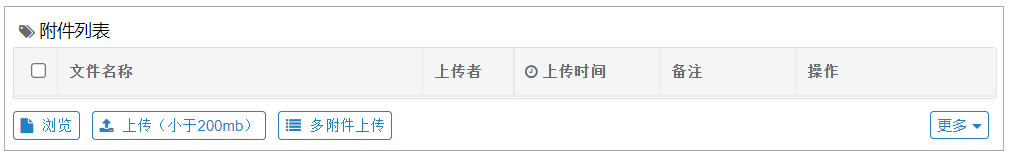 附件列表
文件名称 上传者 上传时间 备注 操作
浏览 上传（小于200mb） 多附件上传 更多